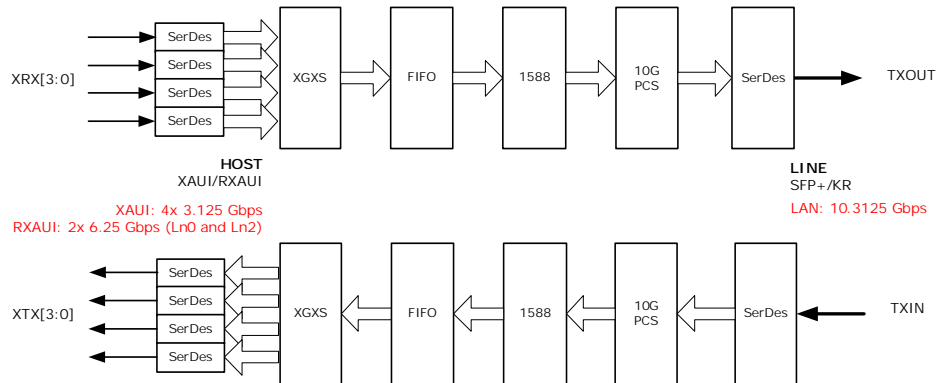 SerDes
SerDes
SerDes
SerDes
XRX[3:0]
XGXS
FIFO
1588
10G
PCS
SerDes
TXOUT
HOST
XAUI/RXAUI
XAUI: 4x 3.125 Gbps
RXAUI: 2x 6.25 Gbps (Ln0 and Ln2)
LINE
SFP+/KR
LAN: 10.3125 Gbps
SerDes
SerDes
SerDes
SerDes
XTX[3:0]
XGXS
FIFO
1588
10G
PCS
SerDes
TXIN